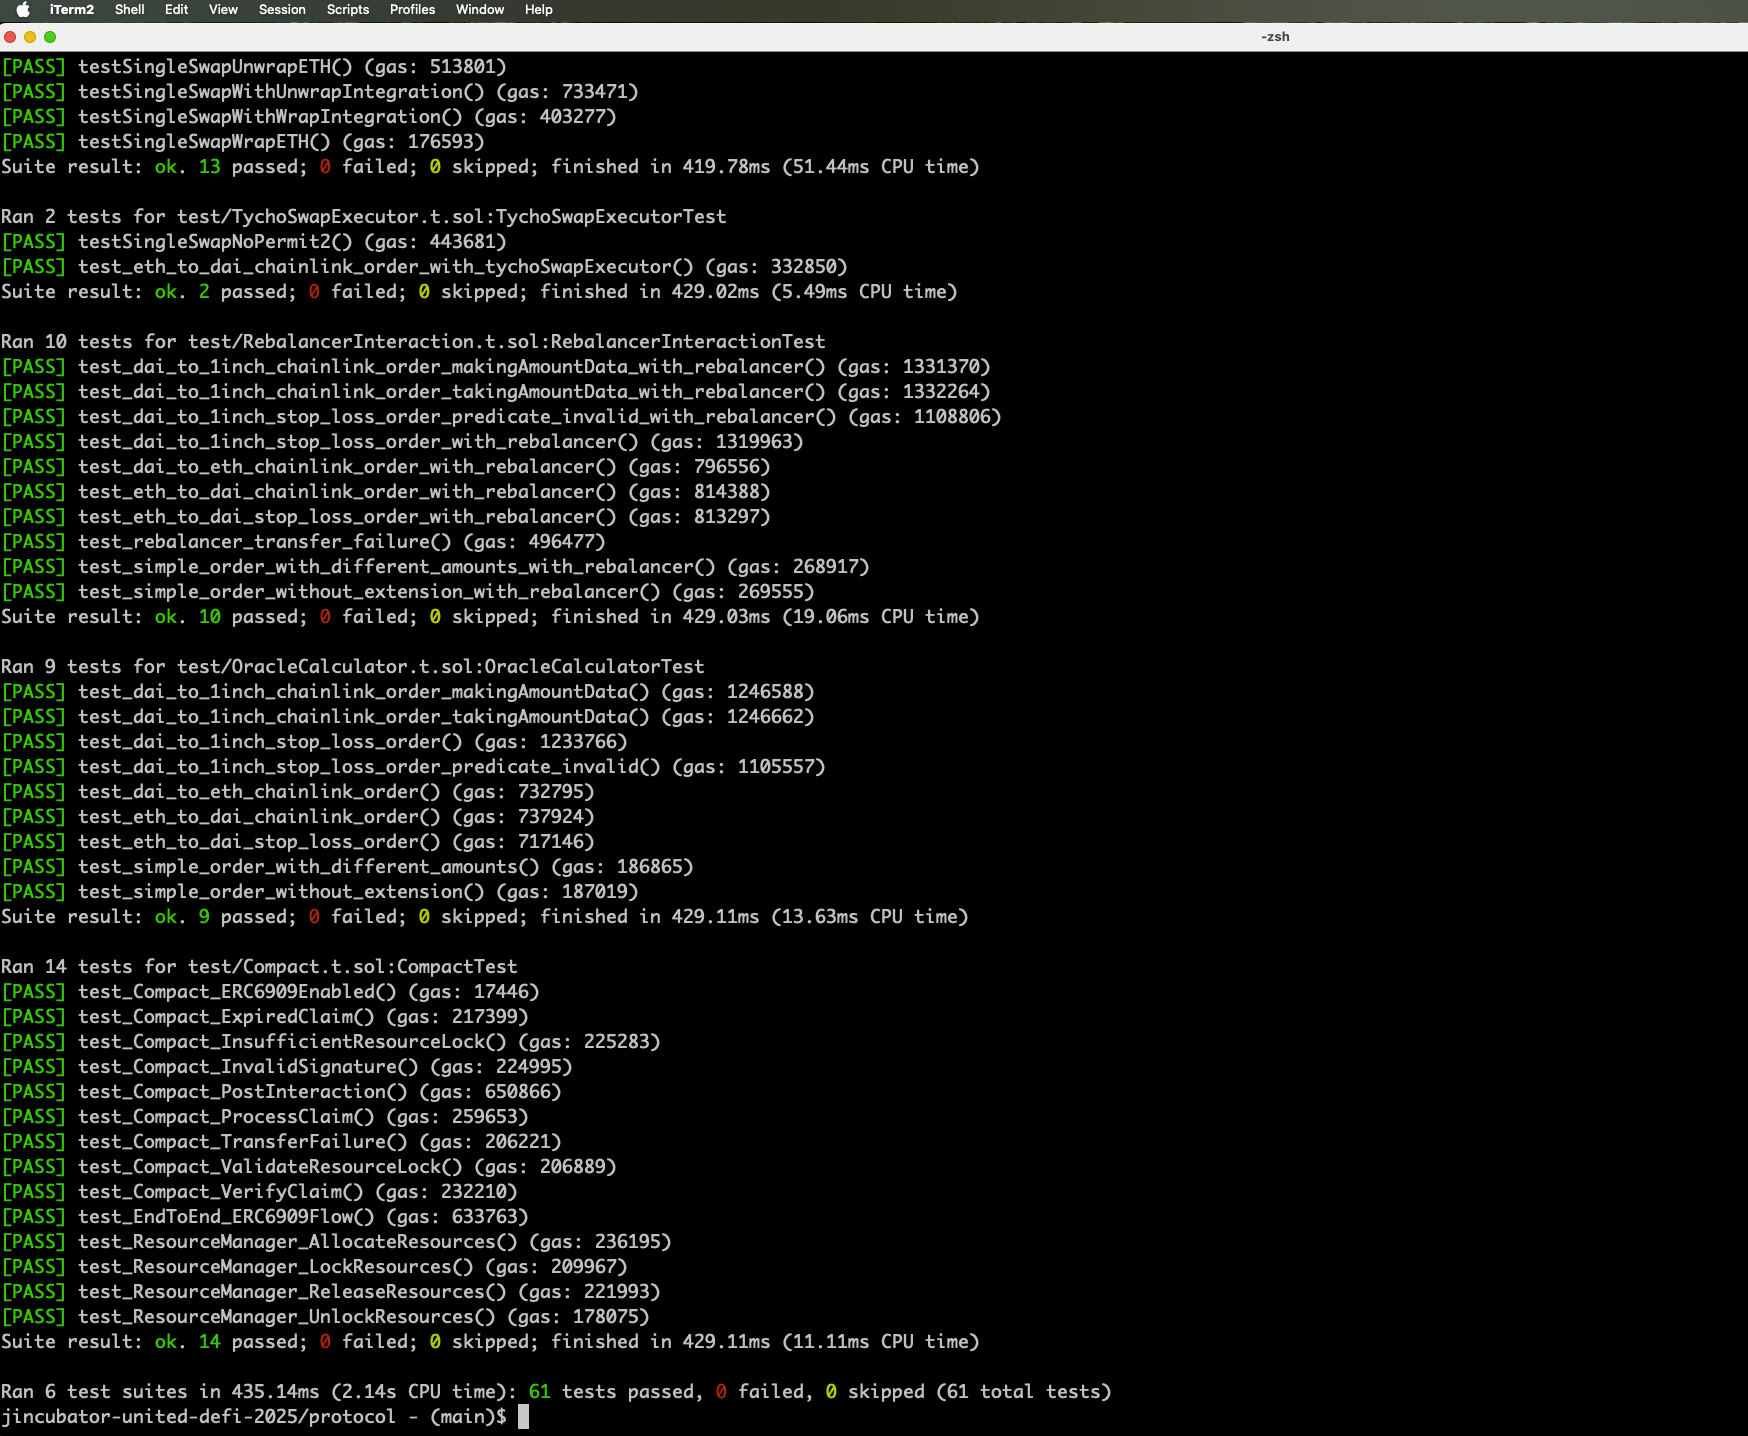 iTerm2 Shell Edit View Session Scripts Profiles Window Help
-zsh
[PASS] testSingleSwapUnwrapETH() (gas: 513801)
[PASS] testSingleSwapWithUnwrapIntegration() (gas: 733471)
[PASS] testSingleSwapWithWrapIntegration() (gas: 403277)
[PASS] testSingleSwapWrapETH() (gas: 176593)
Suite result: ok. 13 passed; 0 failed; 0 skipped; finished in 419.78ms (51.44ms CPU time)
Ran 2 tests for test/TychoSwapExecutor.t.sol:TychoSwapExecutorTest
[PASS] testSingleSwapNoPermit2() (gas: 443681)
[PASS] test_eth_to_dai_chainlink_order_with_tychoSwapExecutor() (gas: 332850)
Suite result: ok. 2 passed; 0 failed; 0 skipped; finished in 429.02ms (5.49ms CPU time)
Ran 10 tests for test/RebalancerInteraction.t.sol:RebalancerInteractionTest
[PASS] test_dai_to_1inch_chainlink_order_makingAmountData_with_rebalancer() (gas: 1331370)
[PASS] test_dai_to_1inch_chainlink_order_takingAmountData_with_rebalancer() (gas: 1332264)
[PASS] test_dai_to_1inch_stop_loss_order_predicate_invalid_with_rebalancer() (gas: 1108806)
[PASS] test_dai_to_1inch_stop_loss_order_with_rebalancer() (gas: 1319963)
[PASS] test_dai_to_eth_chainlink_order_with_rebalancer() (gas: 796556)
[PASS] test_eth_to_dai_chainlink_order_with_rebalancer() (gas: 814388)
[PASS] test_eth_to_dai_stop_loss_order_with_rebalancer() (gas: 813297)
[PASS] test_rebalancer_transfer_failure() (gas: 496477)
[PASS] test_simple_order_with_different_amounts_with_rebalancer() (gas: 268917)
[PASS] test_simple_order_without_extension_with_rebalancer() (gas: 269555)
Suite result: ok. 10 passed; 0 failed; 0 skipped; finished in 429.03ms (19.06ms CPU time)
Ran 9 tests for test/OracleCalculator.t.sol:OracleCalculatorTest
[PASS] test_dai_to_1inch_chainlink_order_makingAmountData() (gas: 1246588)
[PASS] test_dai_to_1inch_chainlink_order_takingAmountData() (gas: 1246662)
[PASS] test_dai_to_1inch_stop_loss_order() (gas: 1233766)
[PASS] test_dai_to_1inch_stop_loss_order_predicate_invalid() (gas: 1105557)
[PASS] test_dai_to_eth_chainlink_order() (gas: 732795)
[PASS] test_eth_to_dai_chainlink_order() (gas: 737924)
[PASS] test_eth_to_dai_stop_loss_order() (gas: 717146)
[PASS] test_simple_order_with_different_amounts() (gas: 186865)
[PASS] test_simple_order_without_extension() (gas: 187019)
Suite result: ok. 9 passed; 0 failed; 0 skipped; finished in 429.11ms (13.63ms CPU time)
Ran 14 tests for test/Compact.t.sol:CompactTest
[PASS] test_Compact_ERC6909Enabled() (gas: 17446)
[PASS] test_Compact_ExpiredClaim() (gas: 217399)
[PASS] test_Compact_InsufficientResourceLock() (gas: 225283)
[PASS] test_Compact_InvalidSignature() (gas: 224995)
[PASS] test_Compact_PostInteraction() (gas: 650866)
[PASS] test_Compact_ProcessClaim() (gas: 259653)
[PASS] test_Compact_TransferFailure() (gas: 206221)
[PASS] test_Compact_ValidateResourceLock() (gas: 206889)
[PASS] test_Compact_VerifyClaim() (gas: 232210)
[PASS] test_EndToEnd_ERC6909Flow() (gas: 633763)
[PASS] test_ResourceManager_AllocateResources() (gas: 236195)
[PASS] test_ResourceManager_LockResources() (gas: 209967)
[PASS] test_ResourceManager_ReleaseResources() (gas: 221993)
[PASS] test_ResourceManager_UnlockResources() (gas: 178075)
Suite result: ok. 14 passed; 0 failed; 0 skipped; finished in 429.11ms (11.11ms CPU time)
Ran 6 test suites in 435.14ms (2.14s CPU time): 61 tests passed, 0 failed, 0 skipped (61 total tests)
jincubator-united-defi-2025/protocol - (main)$